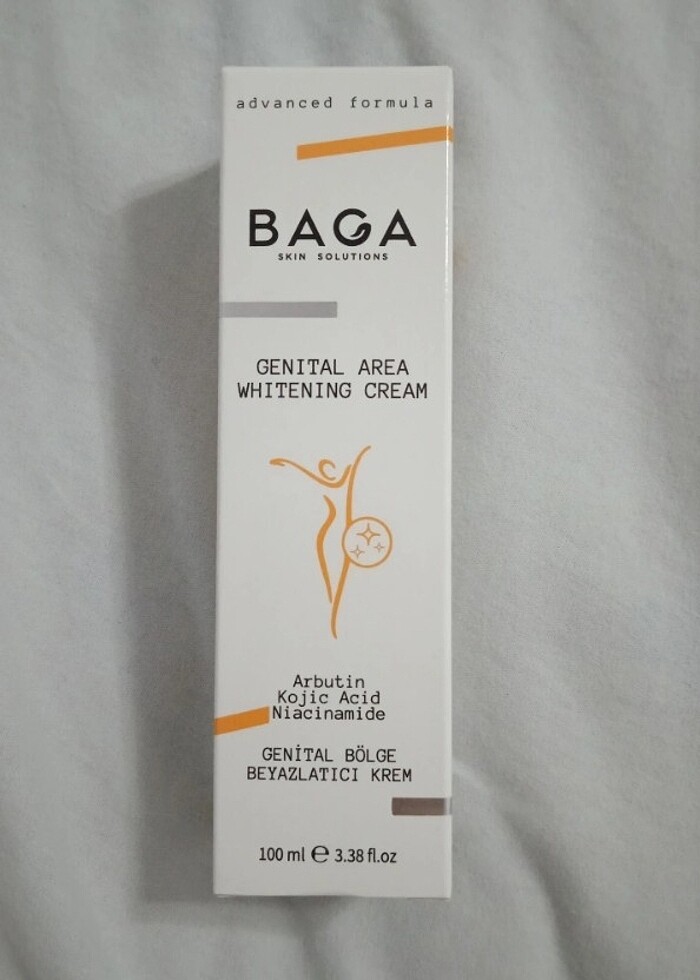 advanced formula
BAGA
SKIN SOLUTIONS
GENITAL AREA
WHITENING CREAM
Arbutin
Kojic Acid
Niacinamide
GENİTAL BÖLGE
BEYAZLATICI KREM
100 ml ℮ 3.38 fl.oz